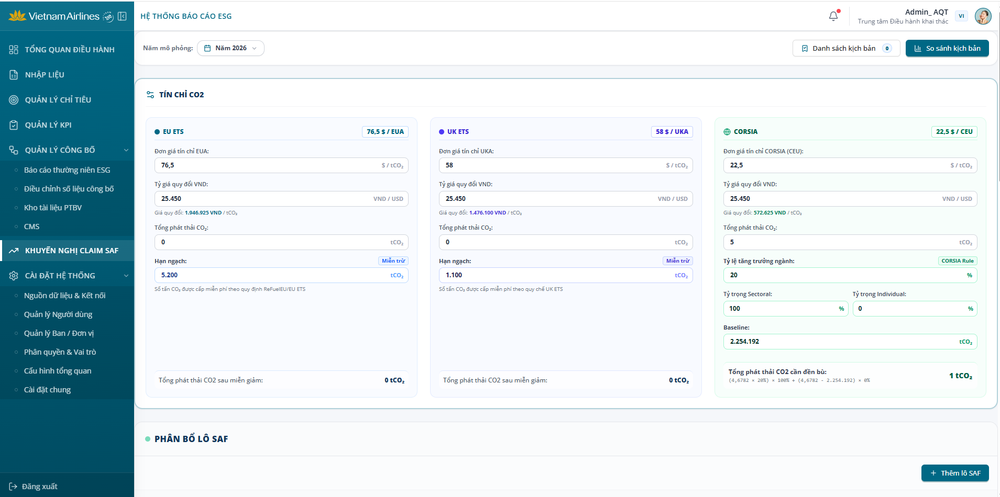 Vietnam Airlines
HỆ THỐNG BÁO CÁO ESG
Admin_ AQT
Trung tâm Điều hành khai thác
VI
TỔNG QUAN ĐIỀU HÀNH
NHẬP LIỆU
QUẢN LÝ CHỈ TIÊU
QUẢN LÝ KPI
QUẢN LÝ CÔNG BỐ
Báo cáo thường niên ESG
Điều chỉnh số liệu công bố
Kho tài liệu PTBV
CMS
KHUYẾN NGHỊ CLAIM SAF
CÀI ĐẶT HỆ THỐNG
Nguồn dữ liệu & Kết nối
Quản lý Người dùng
Quản lý Ban / Đơn vị
Phân quyền & Vai trò
Cấu hình tổng quan
Cài đặt chung
Đăng xuất
Năm mô phỏng:
Năm 2026
Danh sách kịch bản 0
So sánh kịch bản
TÍN CHỈ CO2
EU ETS
76,5 $ / EUA
Đơn giá tín chỉ EUA:
76,5 $ / tCO₂
Tỷ giá quy đổi VND:
25.450 VND / USD
Giá quy đổi: 1.946.925 VND / tCO₂
Tổng phát thải CO₂:
0 tCO₂
Hạn ngạch: Miễn trừ
5.200 tCO₂
Số tấn CO₂ được cấp miễn phí theo quy định ReFuelEU/EU ETS
Tổng phát thải CO2 sau miễn giảm: 0 tCO₂
UK ETS
58 $ / UKA
Đơn giá tín chỉ UKA:
58 $ / tCO₂
Tỷ giá quy đổi VND:
25.450 VND / USD
Giá quy đổi: 1.476.100 VND / tCO₂
Tổng phát thải CO₂:
0 tCO₂
Hạn ngạch: Miễn trừ
1.100 tCO₂
Số tấn CO₂ được cấp miễn phí theo quy chế UK ETS
Tổng phát thải CO2 sau miễn giảm: 0 tCO₂
CORSIA
22,5 $ / CEU
Đơn giá tín chỉ CORSIA (CEU):
22,5 $ / tCO₂
Tỷ giá quy đổi VND:
25.450 VND / USD
Giá quy đổi: 572.625 VND / tCO₂
Tổng phát thải CO₂:
5 tCO₂
Tỷ lệ tăng trưởng ngành: CORSIA Rule
20 %
Tỷ trọng Sectoral: Tỷ trọng Individual:
100 % 0 %
Baseline:
2.254.192 tCO₂
Tổng phát thải CO2 cần đền bù:
(4,6782 × 20%) × 100% + (4,6782 - 2.254.192) × 0%
1 tCO₂
PHÂN BỔ LÔ SAF
+ Thêm lô SAF